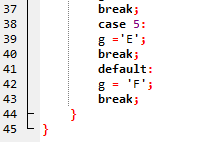 37 break;
38 case 5:
39 g ='E';
40 break;
41 default:
42 g = 'F';
43 break;
44 }
45 }